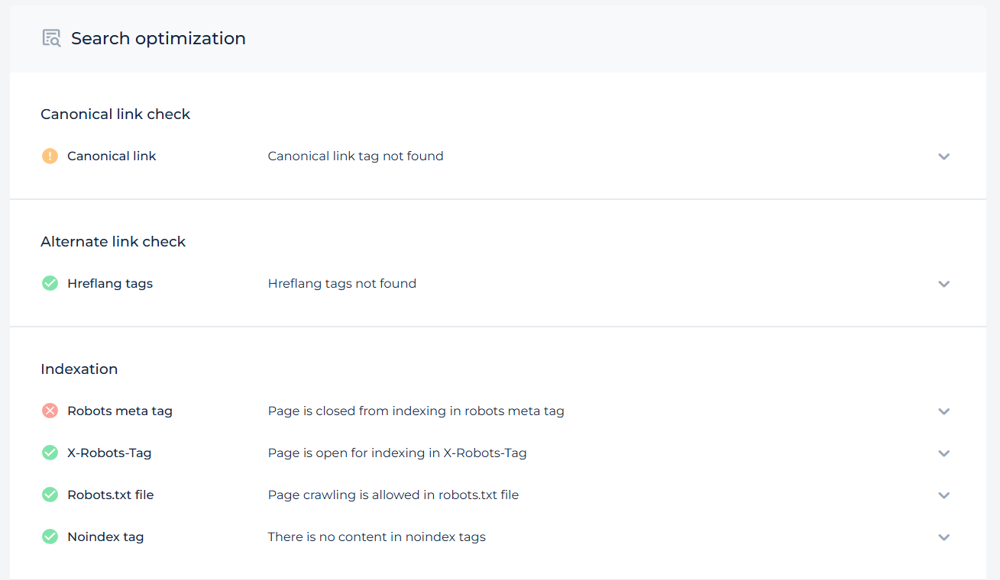 Search optimization
Canonical link check
Canonical link Canonical link tag not found
Alternate link check
Hreflang tags Hreflang tags not found
Indexation
Robots meta tag Page is closed from indexing in robots meta tag
X-Robots-Tag Page is open for indexing in X-Robots-Tag
Robots.txt file Page crawling is allowed in robots.txt file
Noindex tag There is no content in noindex tags